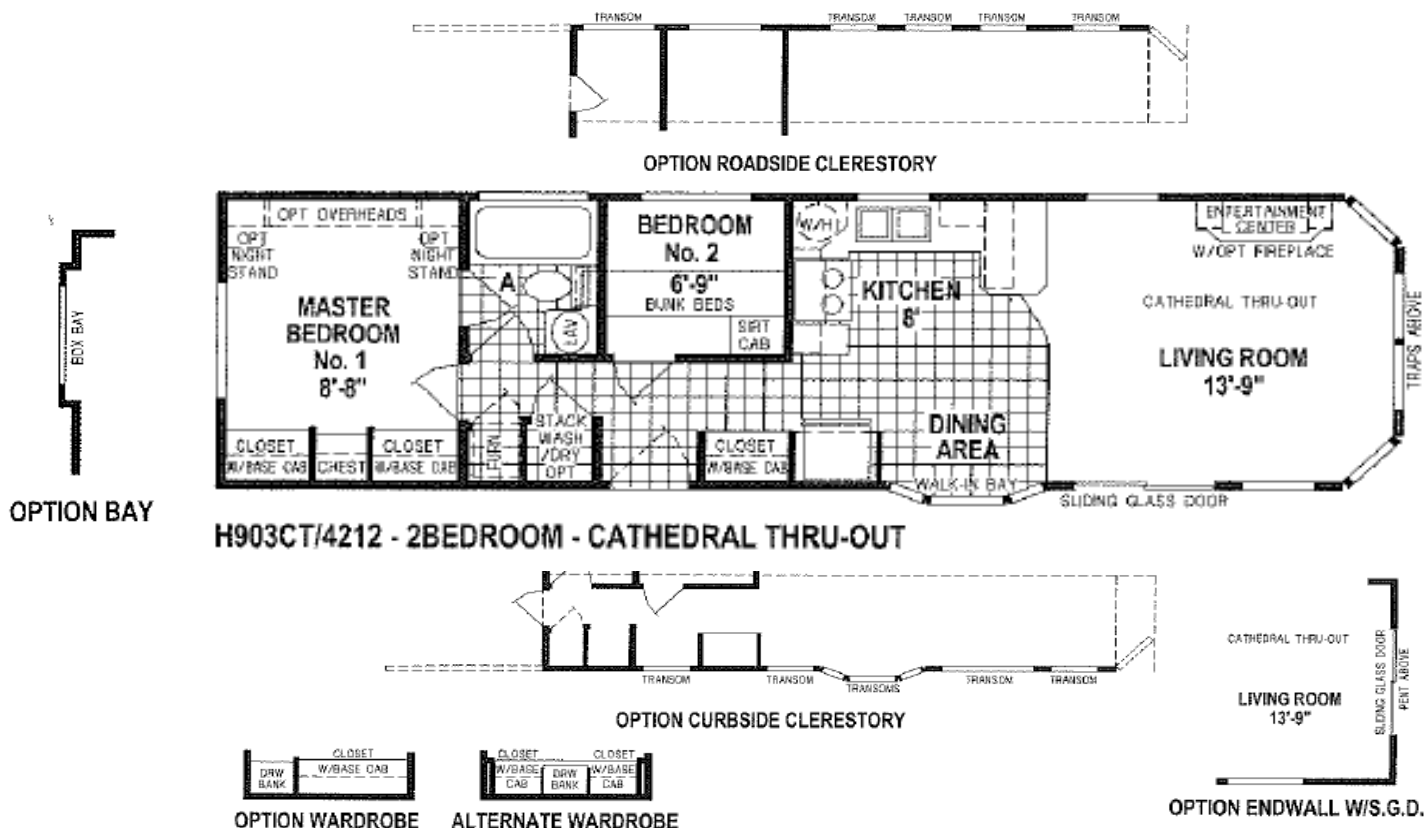 TRANSOM
TRANSOM
TRANSOM
TRANSOM
TRANSOM
OPTION ROADSIDE CLERESTORY
BOX BAY
OPTION BAY
OPT OVERHEADS
OPT
NIGHT
STAND
OPT
NIGHT
STAND
MASTER
BEDROOM
No. 1
8'-8"
CLOSET
W/BASE CAB
CHEST
CLOSET
W/BASE CAB
A
LAV
FURN
STACK
WASH
/DRY
OPT
BEDROOM
No. 2
6'-9"
BUNK BEDS
CAB
CLOSET
W/BASE CAB
W/H
KITCHEN
8'
DINING
AREA
WALK-IN BAY
ENTERTAINMENT
CENTER
W/OPT FIREPLACE
CATHEDRAL THRU-OUT
LIVING ROOM
13'-9"
TRAPS ABOVE
SLIDING GLASS DOOR
H903CT/4212 - 2BEDROOM - CATHEDRAL THRU-OUT
TRANSOM
TRANSOM
TRANSOMS
TRANSOM
TRANSOM
OPTION CURBSIDE CLERESTORY
CATHEDRAL THRU-OUT
LIVING ROOM
13'-9"
SLIDING GLASS DOOR
PENT ABOVE
OPTION ENDWALL W/S.G.D.
DRW
BANK
CLOSET
W/BASE CAB
OPTION WARDROBE
CLOSET
W/BASE
CAB
DRW
BANK
CLOSET
W/BASE
CAB
ALTERNATE WARDROBE